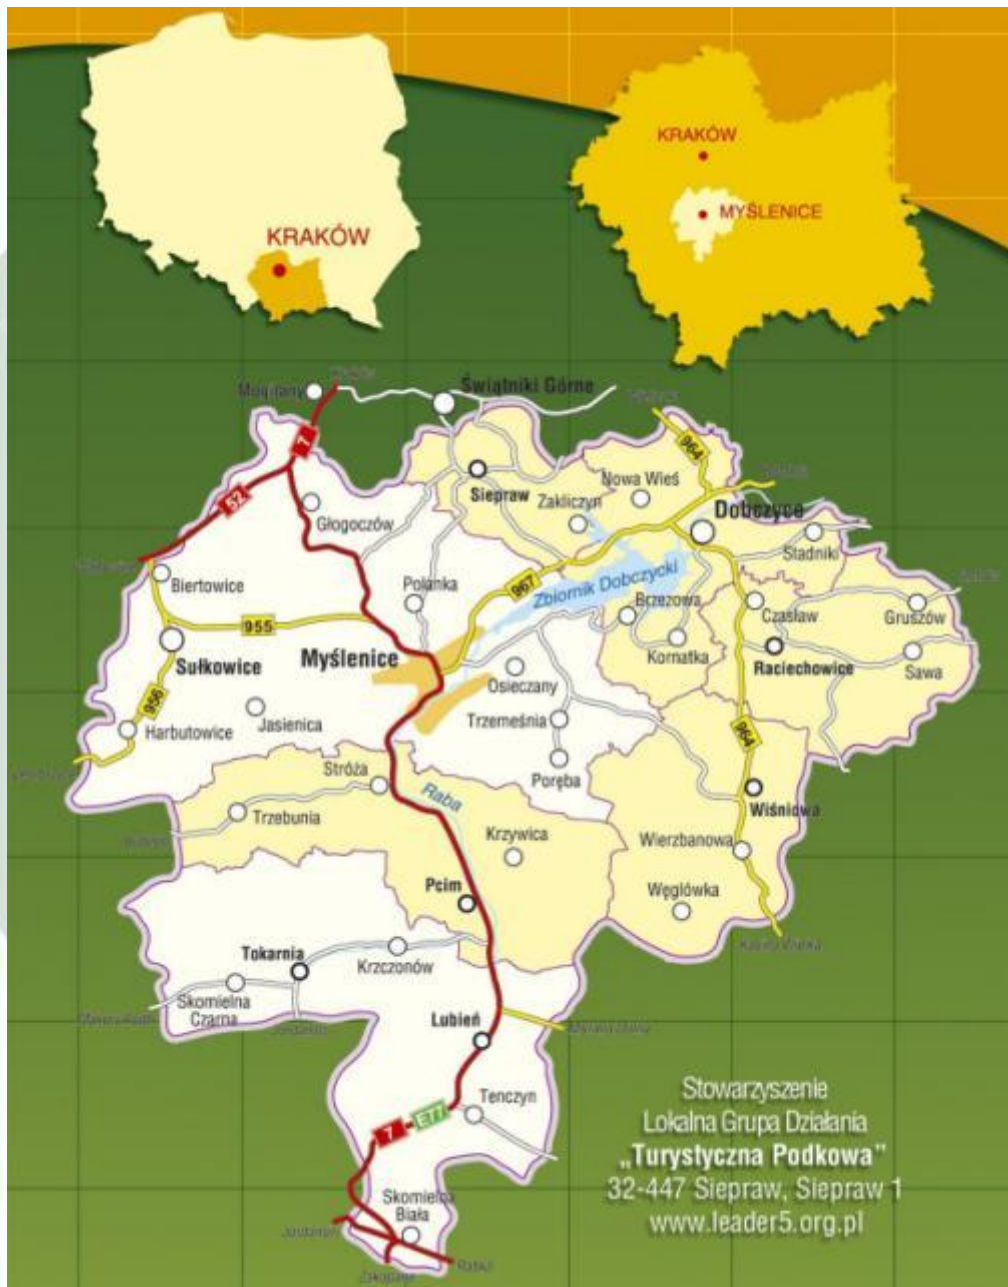 KRAKÓW
KRAKÓW
MYŚLENICE
Mogilany
Świątniki Górne
7
964
52
Siepraw
Nowa Wieś
Zakliczyn
Głogoczów
Dobczyce
Stadniki
Biertowice
Polanka
967
Zbiornik Dobczycki
Brzezowa
Czasław
Gruszów
955
Sułkowice
Myślenice
Kornatka
Raciechowice
Sawa
Osieczany
956
Harbutowice
Jasienica
Trzemeśnia
964
Poręba
Stróża
Raba
Wiśniowa
Trzebunia
Krzywica
Wierzbanowa
Pcim
Węglówka
Tokarnia
Krzczonów
Skomielna
Czarna
Lubień
Tenczyn
7
E77
Skomielna
Biała
Rabka
Zakopane
Stowarzyszenie
Lokalna Grupa Działania
„Turystyczna Podkowa”
32-447 Siepraw, Siepraw 1
www.leader5.org.pl